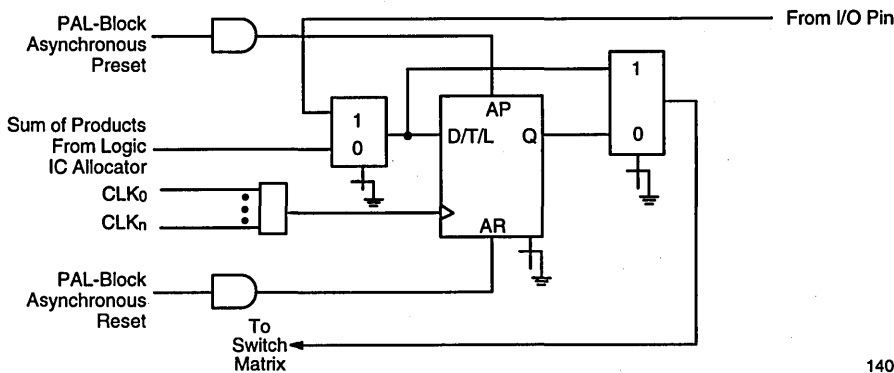 From I/O Pin
PAL-Block
Asynchronous
Preset
1
AP
1
0
D/T/L Q
0
Sum of Products
From Logic
IC Allocator
CLK0
CLKn
AR
PAL-Block
Asynchronous
Reset
To
Switch
Matrix
140